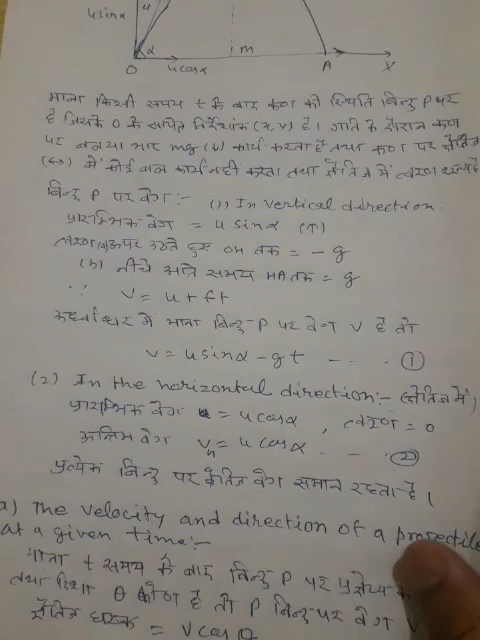 u sinα
u
α
O
u cosα
m
A
X
माना किसी समय t के बाद कण की स्थिति बिन्दु P पर
है जिसके O के सापेक्ष निर्देशांक (x, y) हैं। गति के दौरान कण
पर केवल भार mg (↓) कार्य करता है तथा कण पर क्षैतिज
(↔) में कोई बल कार्य नहीं करता तथा क्षैतिज में त्वरण शून्य है
बिन्दु P पर वेग:- (1) In vertical direction.
प्रारम्भिक वेग = u sinα (↑)
त्वरण (a) ऊपर उठते हुए OH तक = -g
(b) नीचे आते समय HA तक = g
∴ v = u + ft
ऊर्ध्वाधर में माना बिन्दु P पर वेग v है तो
v = u sinα - gt - - - - ①
(2) In the horizontal direction:- (क्षैतिज में)
प्रारम्भिक वेग = u cosα , त्वरण = 0
अन्तिम वेग = u cosα - - - ②
प्रत्येक बिन्दु पर क्षैतिज वेग समान रहता है।
a) The velocity and direction of a projectile
at a given time:-
माना t समय के बाद बिन्दु P पर प्रक्षेप्य का
तथा दिशा θ कोण है तो P बिन्दु पर वेग V
क्षैतिज घटक = V cos θ